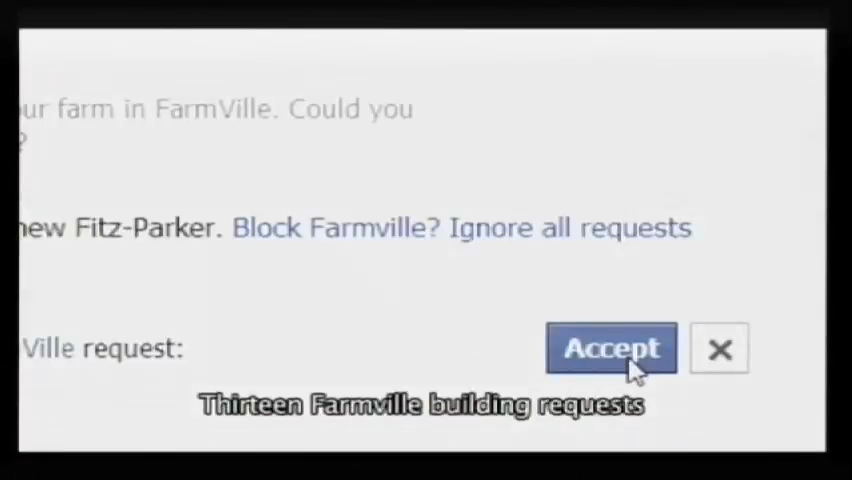 ur farm in FarmVille. Could you
?
new Fitz-Parker. Block Farmville? Ignore all requests
Ville request:
Accept
Thirteen Farmville building requests